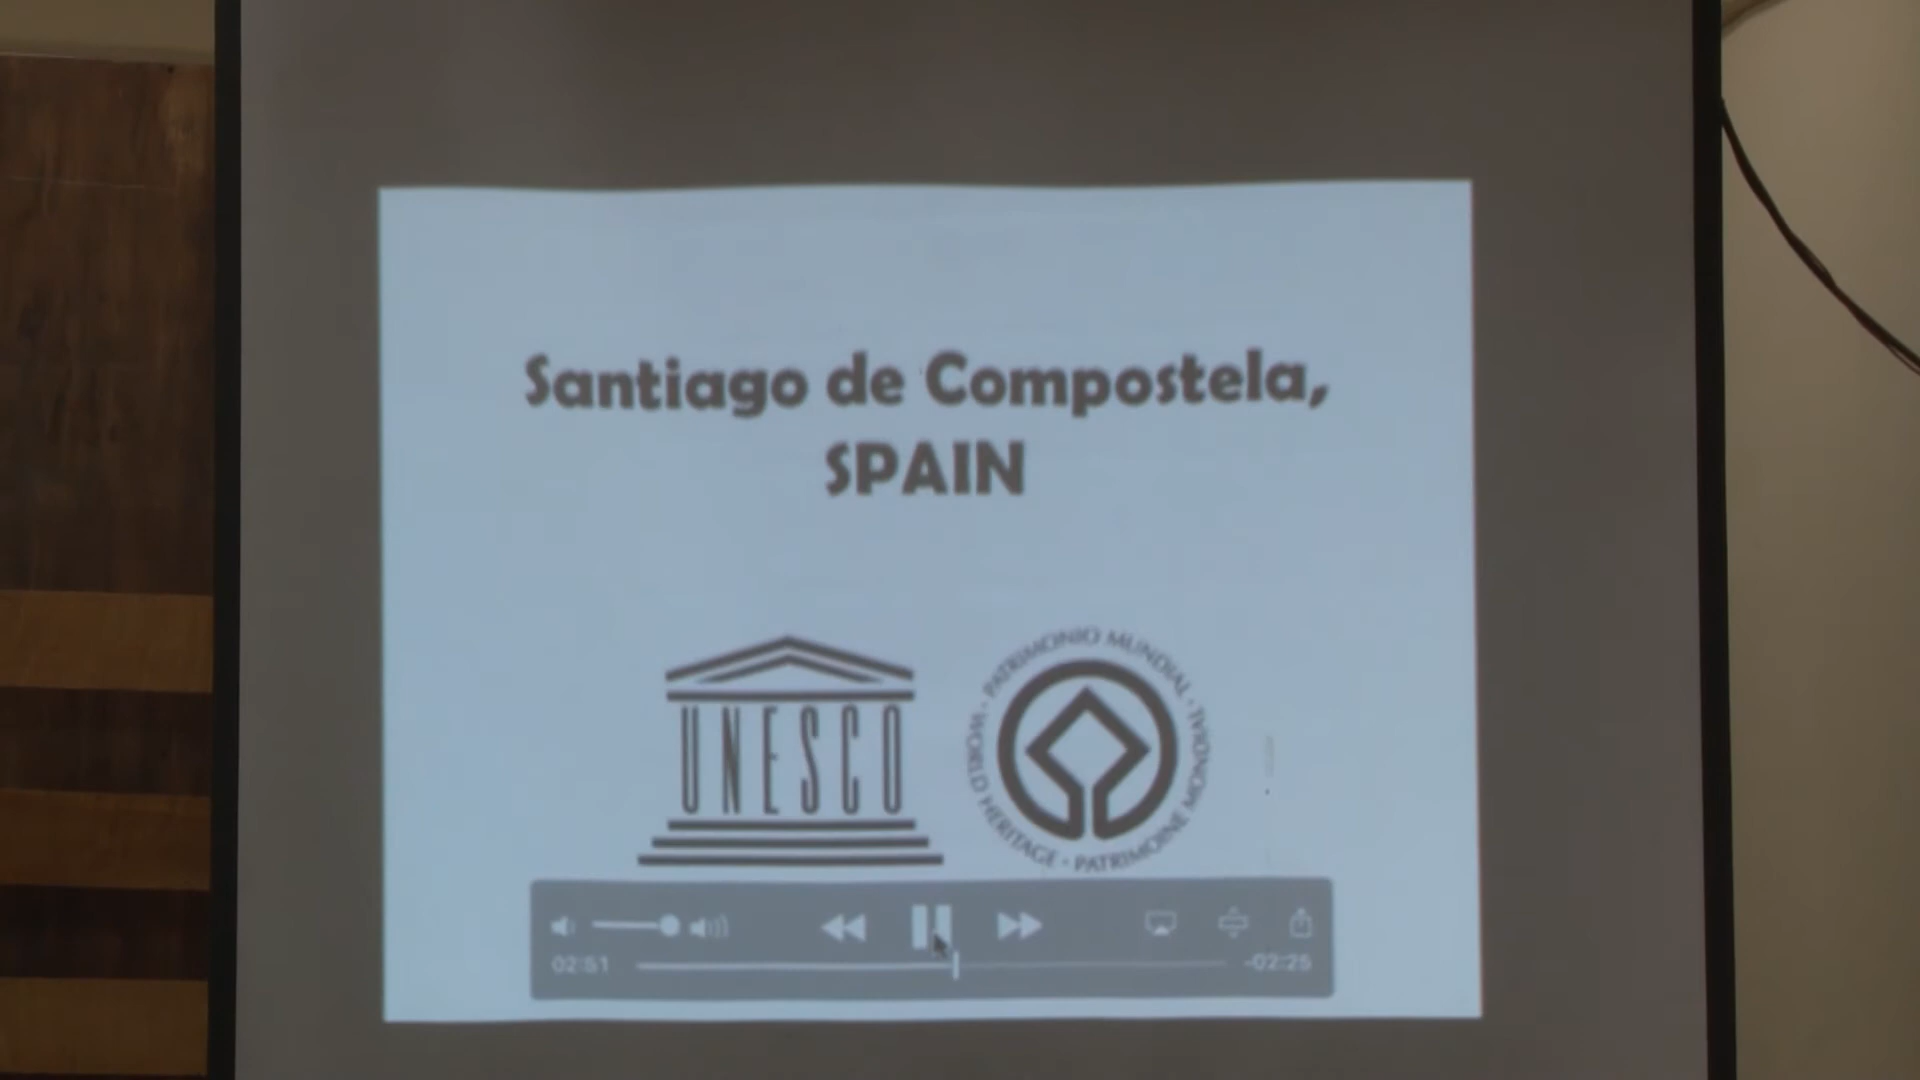 Santiago de Compostela,
SPAIN
UNESCO
PATRIMONIO MUNDIAL • WORLD HERITAGE • PATRIMOINE MONDIAL •
02:51
-02:25